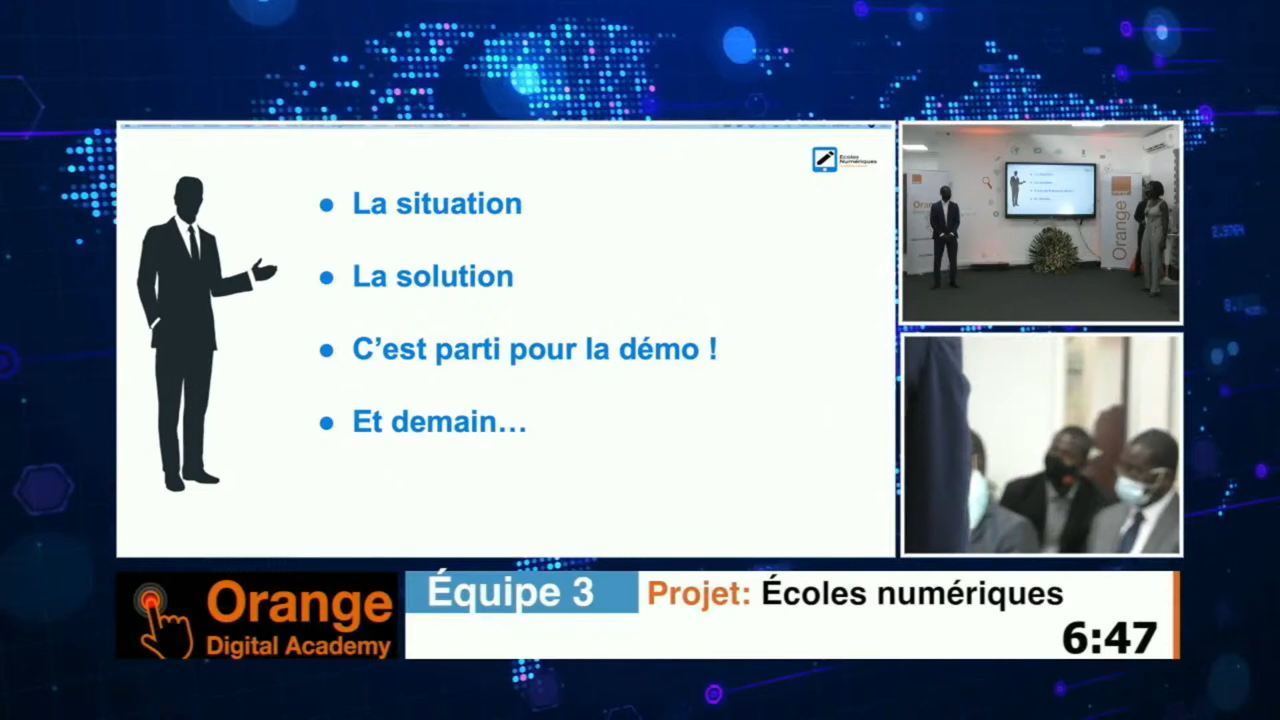 Écoles
Numériques
● La situation
● La solution
● C’est parti pour la démo !
● Et demain…
Orange
Orange
Digital Academy
Équipe 3
Projet: Écoles numériques
6:47